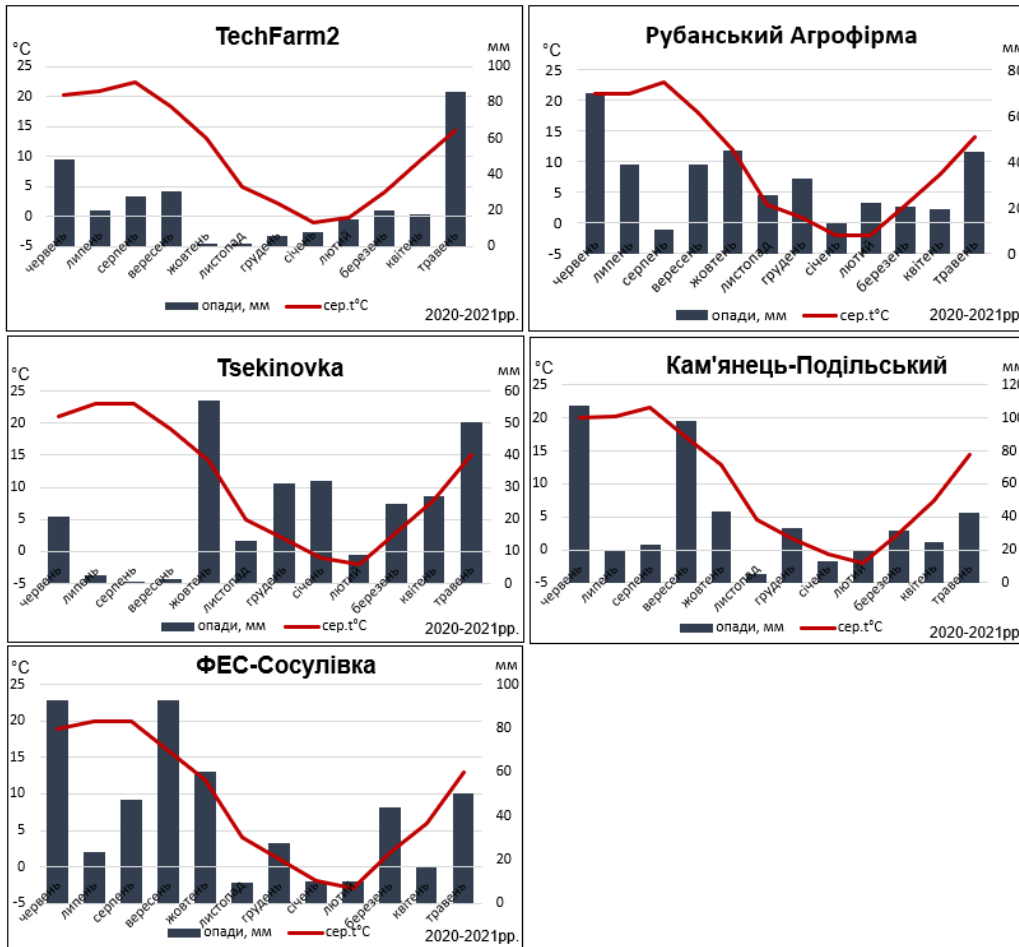 TechFarm2
°C
мм
25
20
15
10
5
0
-5
100
80
60
40
20
0
червень
липень
серпень
вересень
жовтень
листопад
грудень
січень
лютий
березень
квітень
травень
опади, мм
сер.t°C
2020-2021рр.
Рубанський Агрофірма
°C
мм
25
20
15
10
5
0
-5
80
60
40
20
0
червень
липень
серпень
вересень
жовтень
листопад
грудень
січень
лютий
березень
квітень
травень
опади, мм
сер.t°C
2020-2021рр.
Tsekinovka
°C
мм
25
20
15
10
5
0
-5
60
50
40
30
20
10
0
червень
липень
серпень
вересень
жовтень
листопад
грудень
січень
лютий
березень
квітень
травень
опади, мм
сер.t°C
2020-2021рр.
Кам'янець-Подільський
°C
мм
25
20
15
10
5
0
-5
120
100
80
60
40
20
0
червень
липень
серпень
вересень
жовтень
листопад
грудень
січень
лютий
березень
квітень
травень
опади, мм
сер.t°C
2020-2021рр.
ФЕС-Сосулівка
°C
мм
25
20
15
10
5
0
-5
100
80
60
40
20
0
червень
липень
серпень
вересень
жовтень
листопад
грудень
січень
лютий
березень
квітень
травень
опади, мм
сер.t°C
2020-2021рр.